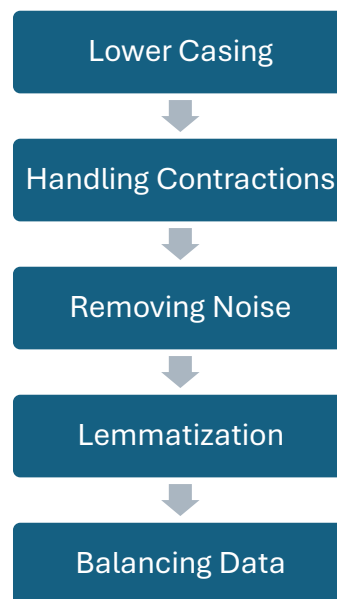 Lower Casing
Handling Contractions
Removing Noise
Lemmatization
Balancing Data